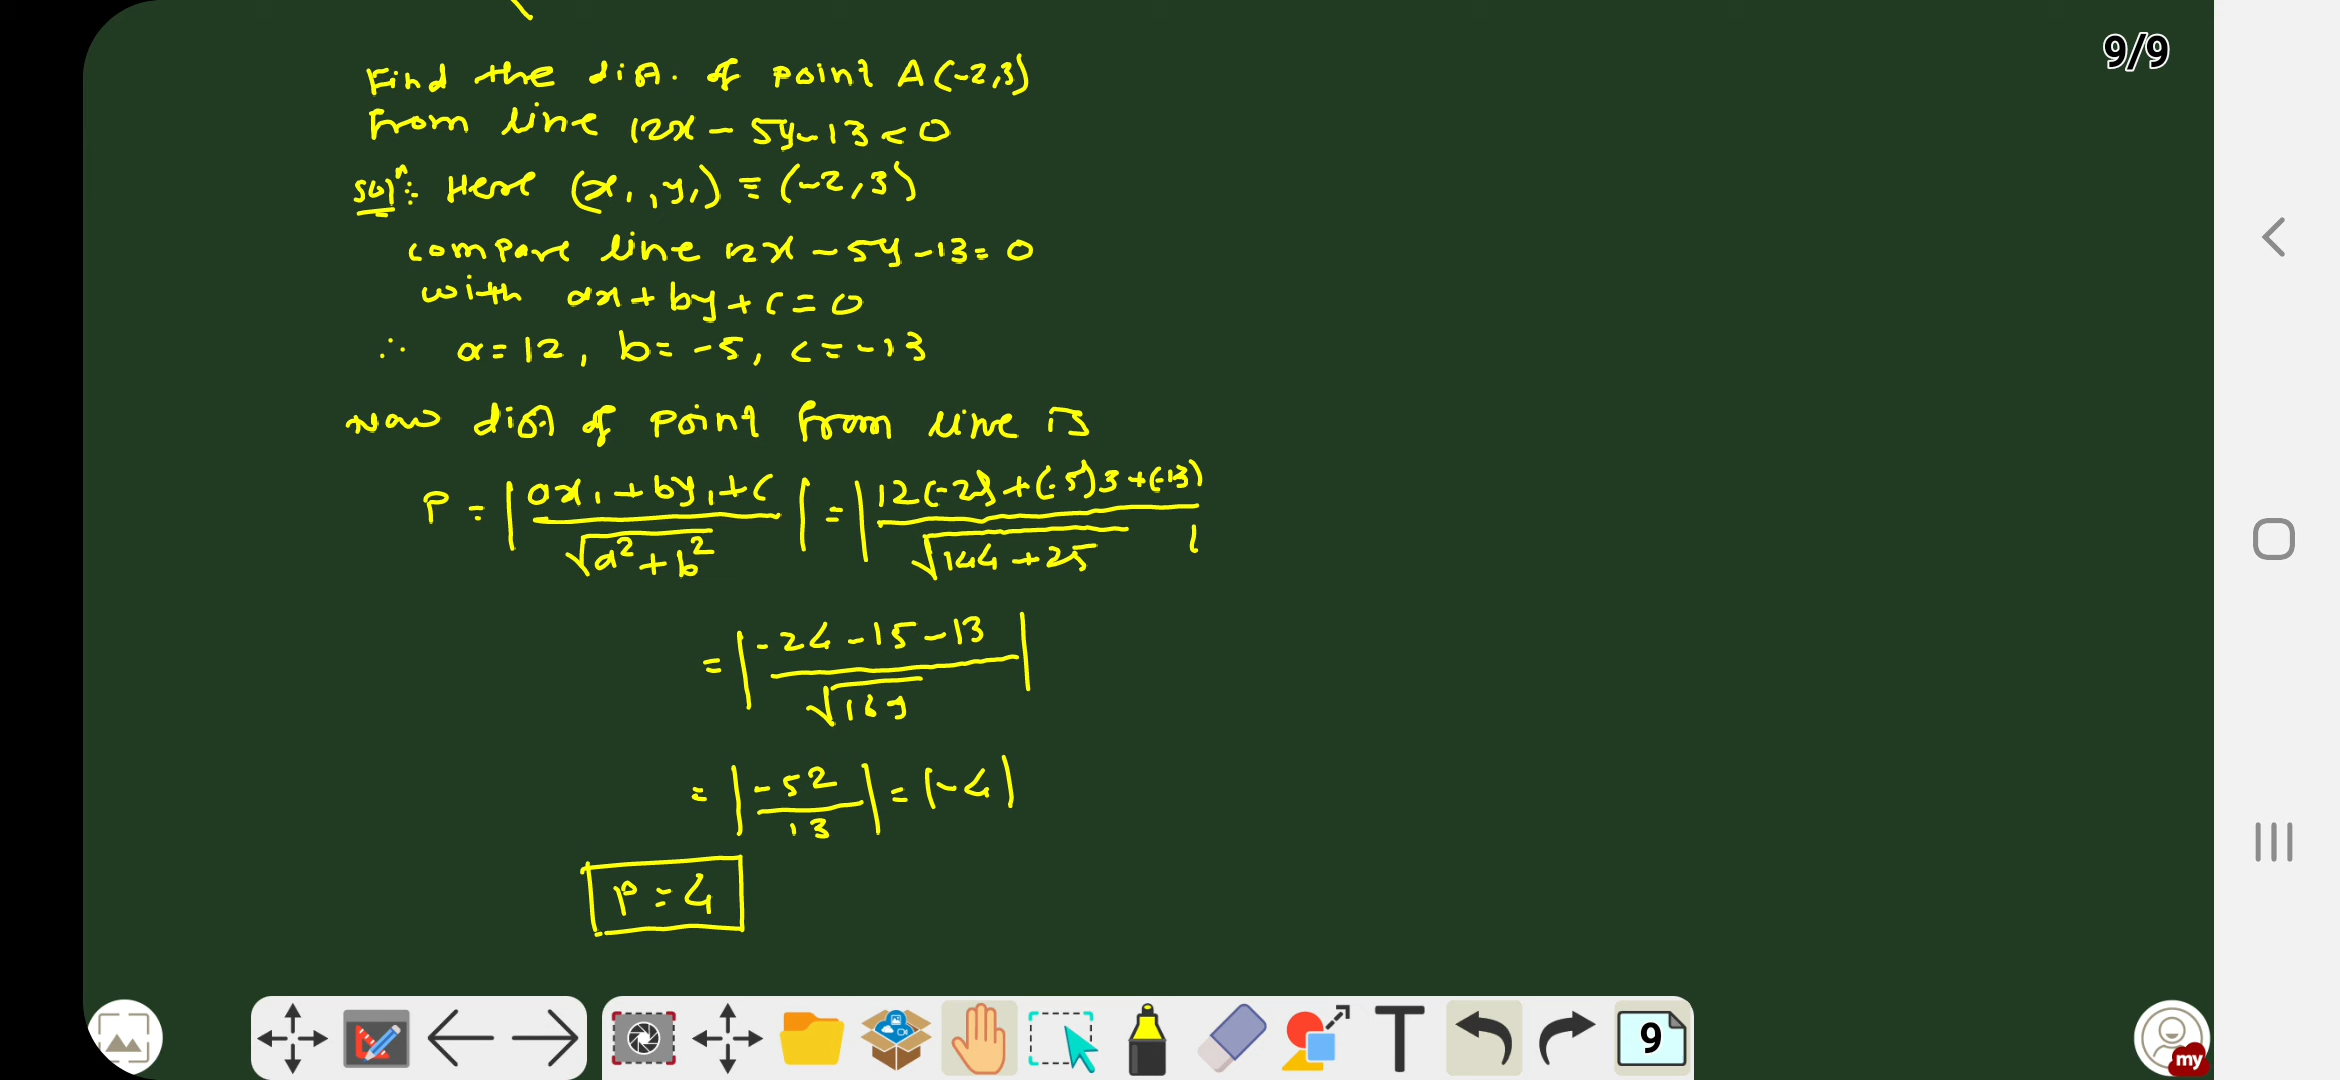 9/9
Find the dist. of point A(-2,3)
From line 12x - 5y - 13 = 0
Solⁿ: Here (x₁, y₁) ≡ (-2, 3)
compare line 12x - 5y - 13 = 0
with ax + by + c = 0
∴ a = 12, b = -5, c = -13
Now dist of point from line is
P = | ax₁ + by₁ + c / √a² + b² | = | 12(-2) + (-5)3 + (-13) / √144 + 25 |
= | -24 - 15 - 13 / √169 |
= | -52 / 13 | = |-4|
P = 4
T
9
my